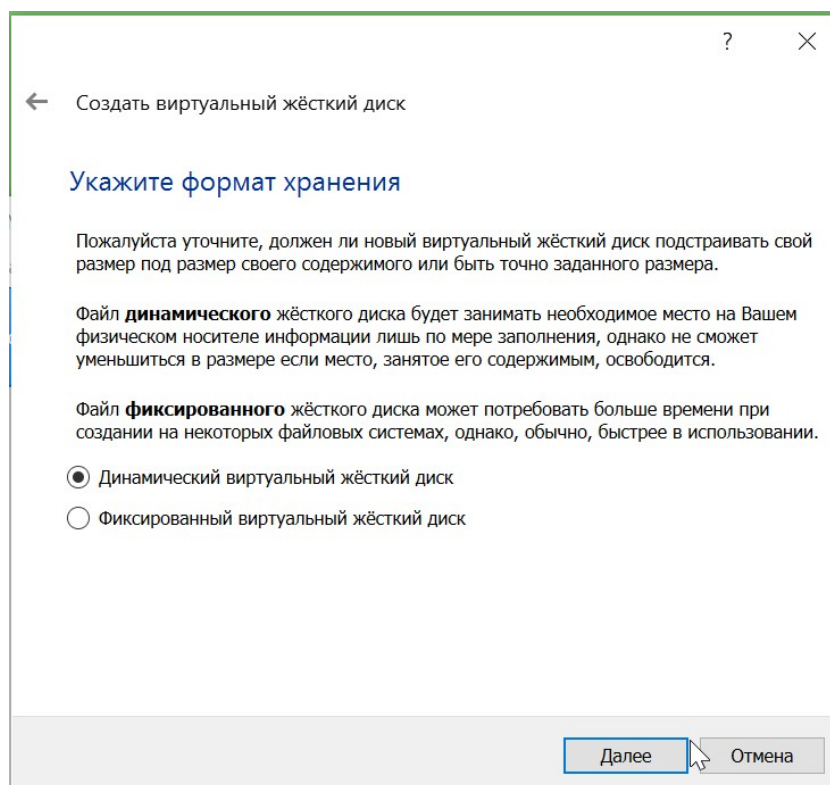 ?
Создать виртуальный жёсткий диск
Укажите формат хранения
Пожалуйста уточните, должен ли новый виртуальный жёсткий диск подстраивать свой
размер под размер своего содержимого или быть точно заданного размера.
Файл динамического жёсткого диска будет занимать необходимое место на Вашем
физическом носителе информации лишь по мере заполнения, однако не сможет
уменьшиться в размере если место, занятое его содержимым, освободится.
Файл фиксированного жёсткого диска может потребовать больше времени при
создании на некоторых файловых системах, однако, обычно, быстрее в использовании.
Динамический виртуальный жёсткий диск
Фиксированный виртуальный жёсткий диск
Далее Отмена